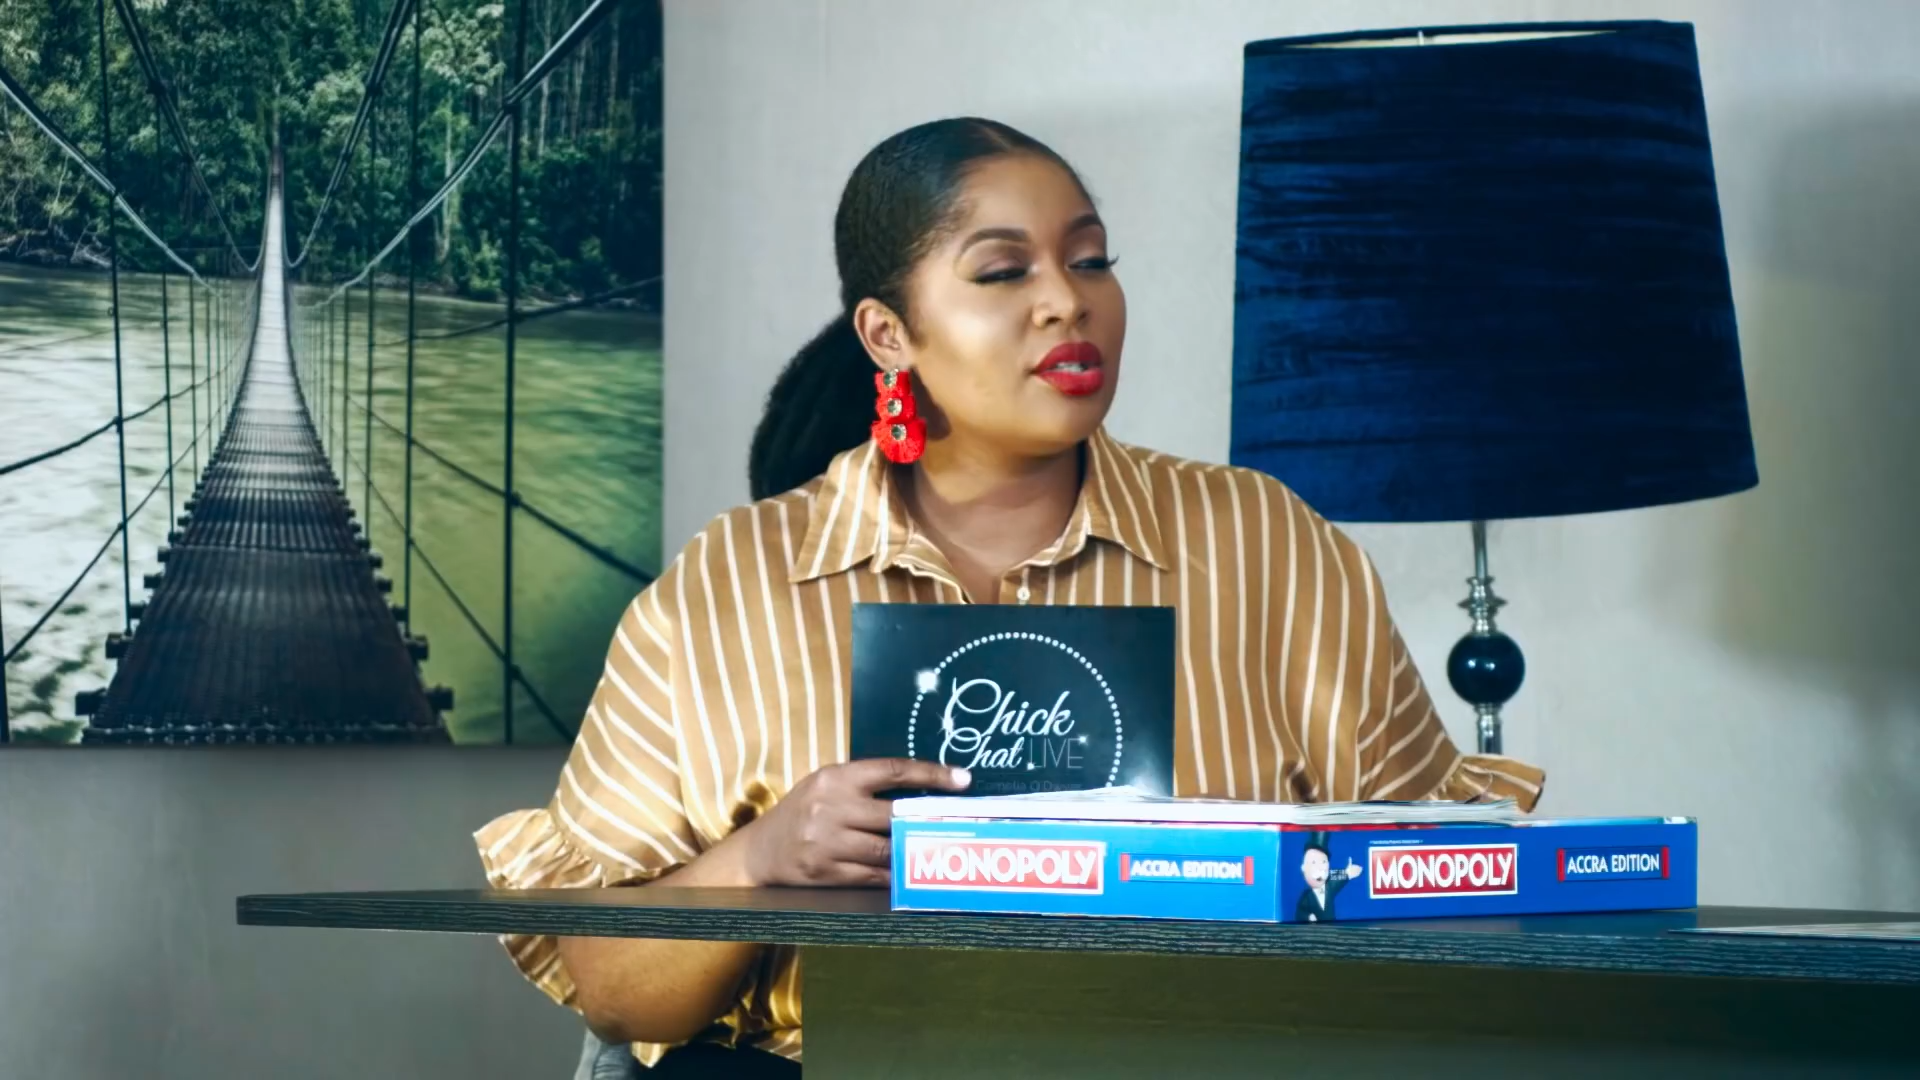 Chick
Chat LIVE
MONOPOLY
ACCRA EDITION
MONOPOLY
ACCRA EDITION